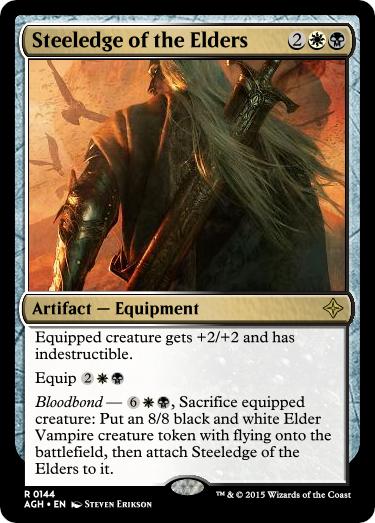 Steeledge of the Elders 2
Artifact — Equipment
Equipped creature gets +2/+2 and has
indestructible.
Equip 2
Bloodbond — 6, Sacrifice equipped
creature: Put an 8/8 black and white Elder
Vampire creature token with flying onto the
battlefield, then attach Steeledge of the
Elders to it.
R 0144
AGH • EN Steven Erikson
™ & © 2015 Wizards of the Coast